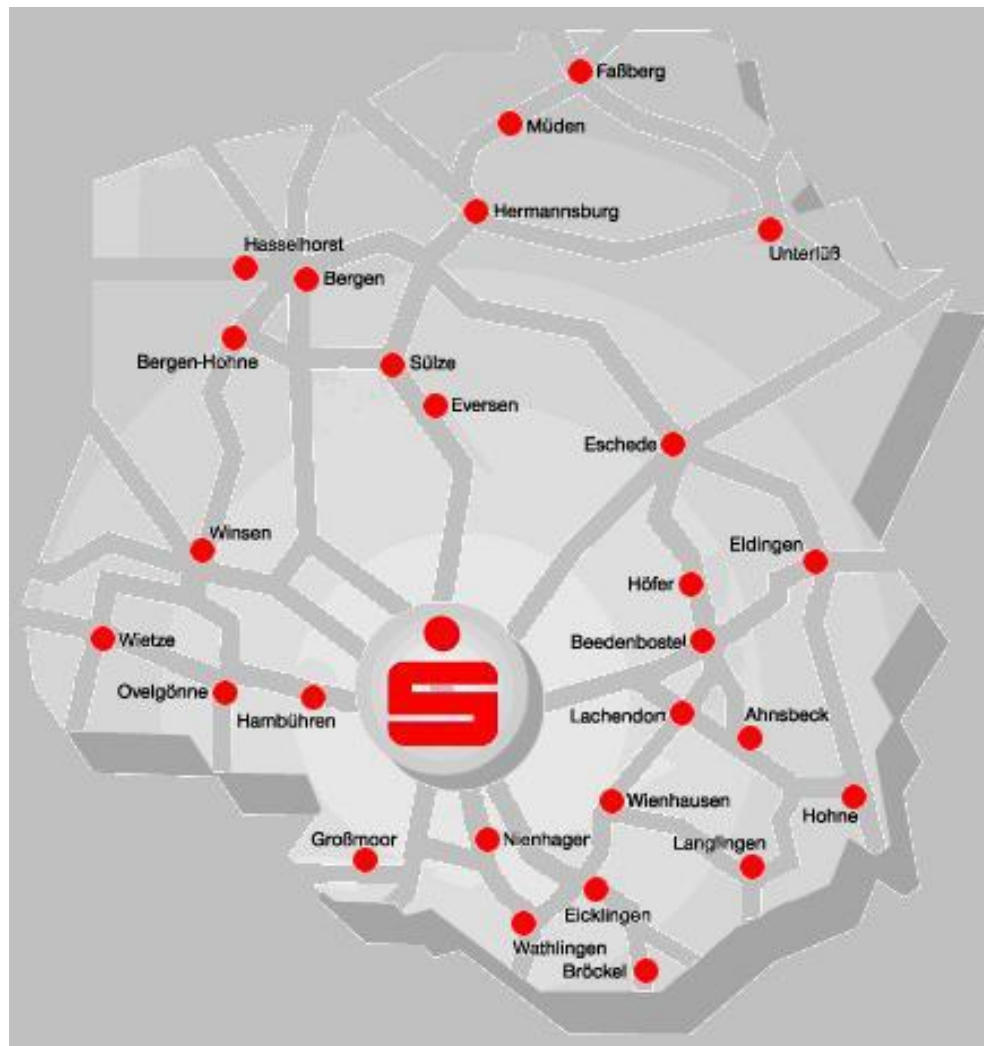 Faßberg
Müden
Hermannsburg
Unterlüß
Hasselhorst
Bergen
Bergen-Hohne
Sülze
Eversen
Eschede
Winsen
Eldingen
Höfer
Wietze
Beedenbostel
Ovelgönne
Hambühren
Lachendorf
Ahnsbeck
Wienhausen
Hohne
Großmoor
Nienhagen
Langlingen
Eicklingen
Wathlingen
Bröckel